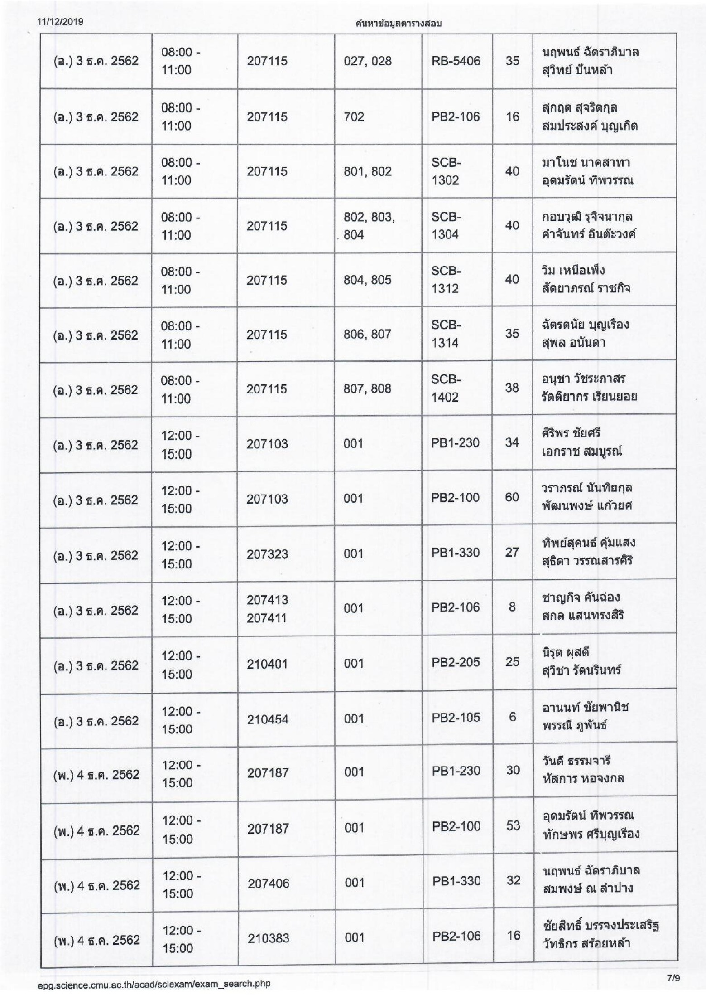 11/12/2019 ค้นหาข้อมูลตารางสอบ
(อ.) 3 ธ.ค. 2562 08:00 - 11:00 207115 027, 028 RB-5406 35 นฤพนธ์ ฉัตราภิบาล
สุวิทย์ ปันหล้า
(อ.) 3 ธ.ค. 2562 08:00 - 11:00 207115 702 PB2-106 16 สุกฤต สุจริตกุล
สมประสงค์ บุญเกิด
(อ.) 3 ธ.ค. 2562 08:00 - 11:00 207115 801, 802 SCB-1302 40 มาโนช นาคสาทา
อุดมรัตน์ ทิพวรรณ
(อ.) 3 ธ.ค. 2562 08:00 - 11:00 207115 802, 803, 804 SCB-1304 40 กอบวุฒิ รุจิจนากุล
คำจันทร์ อินต๊ะวงค์
(อ.) 3 ธ.ค. 2562 08:00 - 11:00 207115 804, 805 SCB-1312 40 วิม เหนือเพ็ง
สัตยาภรณ์ ราชกิจ
(อ.) 3 ธ.ค. 2562 08:00 - 11:00 207115 806, 807 SCB-1314 35 ฉัตรดนัย บุญเรือง
สุพล อนันตา
(อ.) 3 ธ.ค. 2562 08:00 - 11:00 207115 807, 808 SCB-1402 38 อนุชา วัชระภาสร
รัตติยากร เรียนยอย
(อ.) 3 ธ.ค. 2562 12:00 - 15:00 207103 001 PB1-230 34 ศิริพร ชัยศรี
เอกราช สมบูรณ์
(อ.) 3 ธ.ค. 2562 12:00 - 15:00 207103 001 PB2-100 60 วราภรณ์ นันทิยกุล
พัฒนพงษ์ แก้วยศ
(อ.) 3 ธ.ค. 2562 12:00 - 15:00 207323 001 PB1-330 27 ทิพย์สุคนธ์ คุ้มแสง
สุธิดา วรรณสารศิริ
(อ.) 3 ธ.ค. 2562 12:00 - 15:00 207413 207411 001 PB2-106 8 ชาญกิจ คันฉ่อง
สกล แสนทรงสิริ
(อ.) 3 ธ.ค. 2562 12:00 - 15:00 210401 001 PB2-205 25 นิรุต ผุสดี
สุวิชา รัตนรินทร์
(อ.) 3 ธ.ค. 2562 12:00 - 15:00 210454 001 PB2-105 6 อานนท์ ชัยพานิช
พรรณี ภูพันธ์
(พ.) 4 ธ.ค. 2562 12:00 - 15:00 207187 001 PB1-230 30 วันดี ธรรมจารี
หัสการ หอจงกล
(พ.) 4 ธ.ค. 2562 12:00 - 15:00 207187 001 PB2-100 53 อุดมรัตน์ ทิพวรรณ
ทักษพร ศรีบุญเรือง
(พ.) 4 ธ.ค. 2562 12:00 - 15:00 207406 001 PB1-330 32 นฤพนธ์ ฉัตราภิบาล
สมพงษ์ ณ ลำปาง
(พ.) 4 ธ.ค. 2562 12:00 - 15:00 210383 001 PB2-106 16 ชัยสิทธิ์ บรรจงประเสริฐ
วัทธิกร สร้อยหล้า
epg.science.cmu.ac.th/acad/sciexam/exam_search.php 7/9